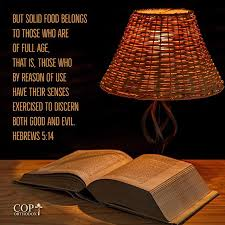 BUT SOLID FOOD BELONGS
TO THOSE WHO ARE
OF FULL AGE,
THAT IS, THOSE WHO
BY REASON OF USE
HAVE THEIR SENSES
EXERCISED TO DISCERN
BOTH GOOD AND EVIL.
HEBREWS 5:14
COP
ORTHODOX